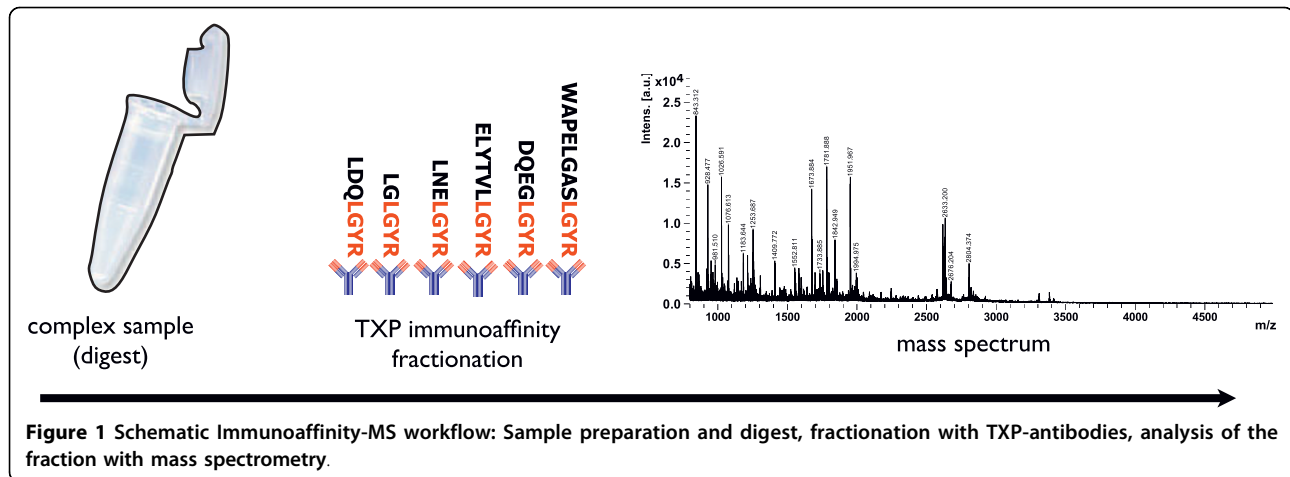 LDQLGYR
LGLGYR
LNELGYR
ELYTVLLGYR
DQEGLGYR
WAPELGASLGYR
complex sample
(digest)
TXP immunoaffinity
fractionation
Intens. [a.u.]
x10⁴
2.5
2.0
1.5
1.0
0.5
0.0
843.312
928.477
981.510
1026.591
1076.613
1183.644
1253.687
1409.772
1552.811
1673.884
1733.885
1781.888
1842.949
1951.967
1994.975
2633.200
2676.204
2804.374
1000 1500 2000 2500 3000 3500 4000 4500
m/z
mass spectrum
Figure 1 Schematic Immunoaffinity-MS workflow: Sample preparation and digest, fractionation with TXP-antibodies, analysis of the
fraction with mass spectrometry.